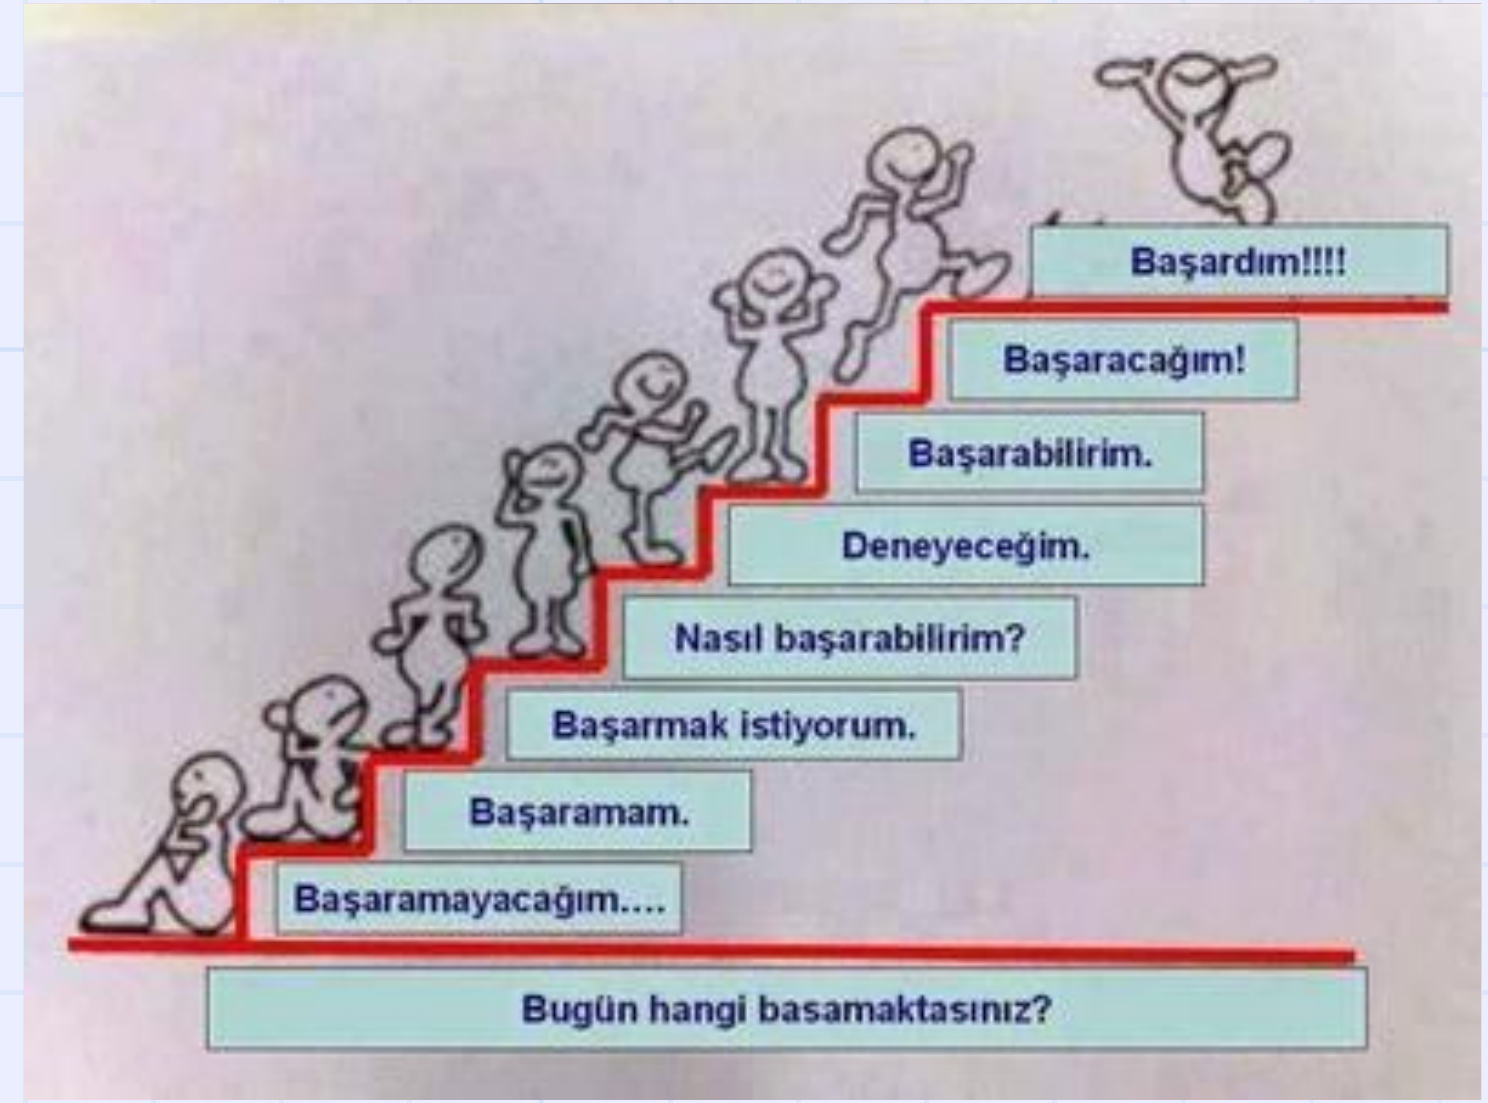 Başardım!!!!
Başaracağım!
Başarabilirim.
Deneyeceğim.
Nasıl başarabilirim?
Başarmak istiyorum.
Başaramam.
Başaramayacağım....
Bugün hangi basamaktasınız?